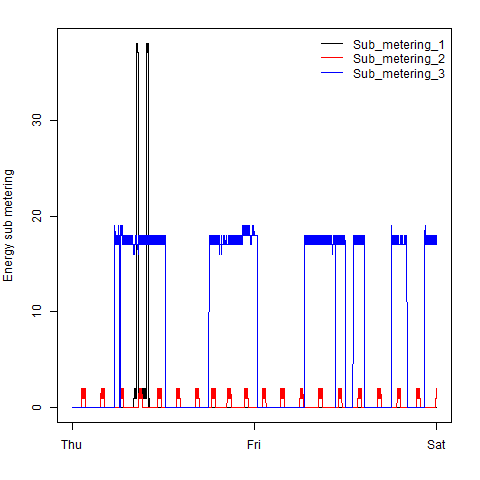 Sub_metering_1
Sub_metering_2
Sub_metering_3
Energy sub metering
30
20
10
0
Thu Fri Sat